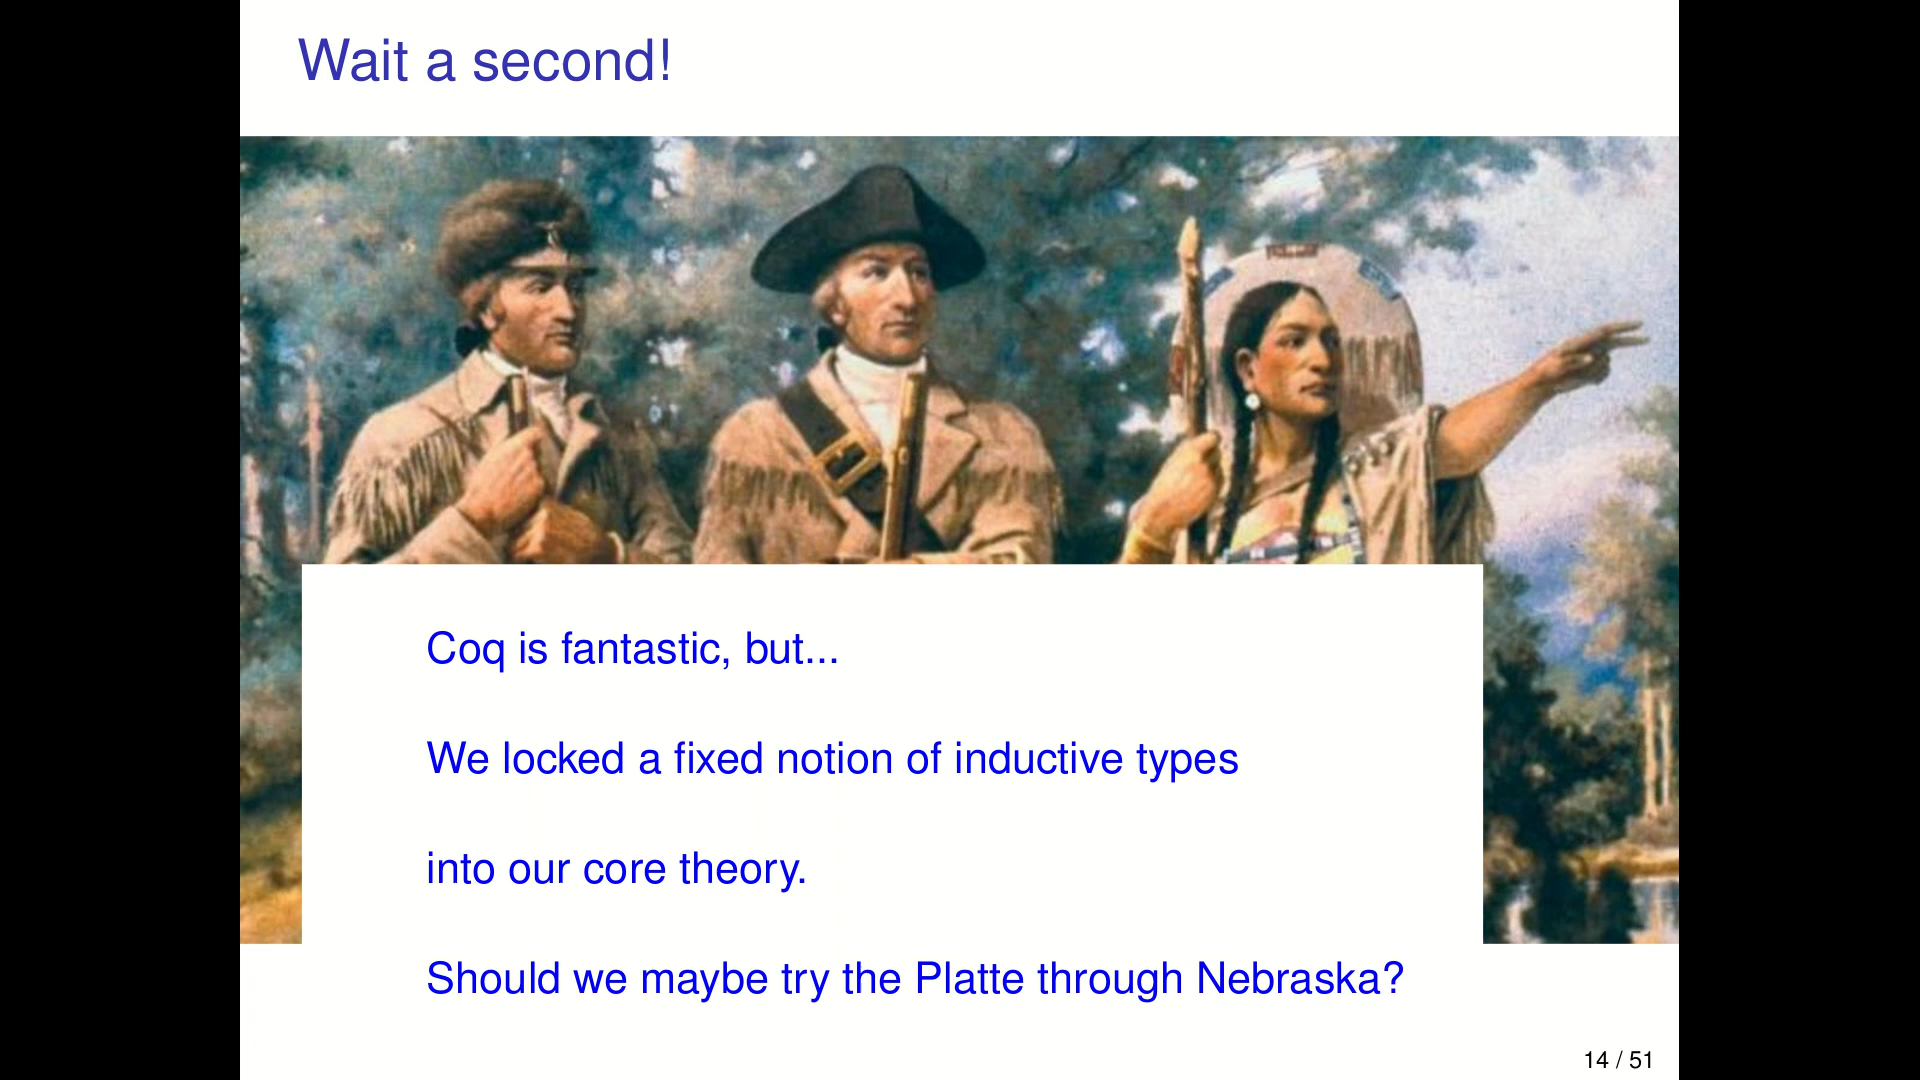 Wait a second!
Coq is fantastic, but...
We locked a fixed notion of inductive types
into our core theory.
Should we maybe try the Platte through Nebraska?
14 / 51